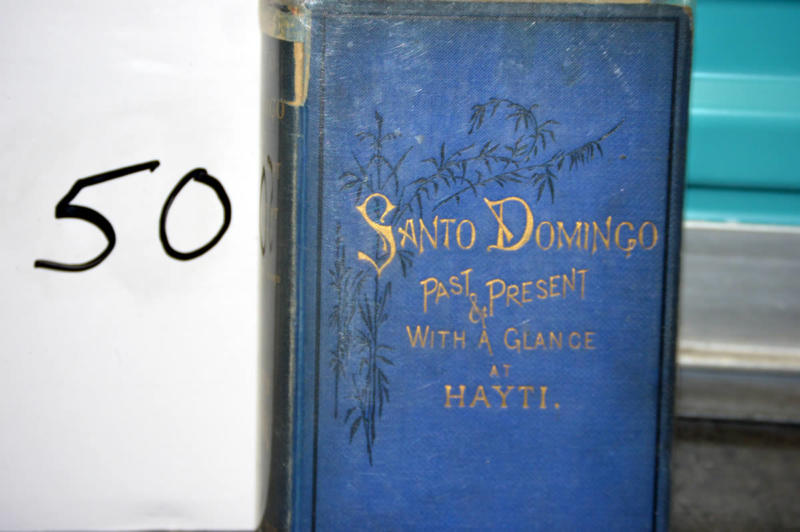 50
SANTO DOMINGO
PAST & PRESENT
WITH A GLANCE
AT
HAYTI.